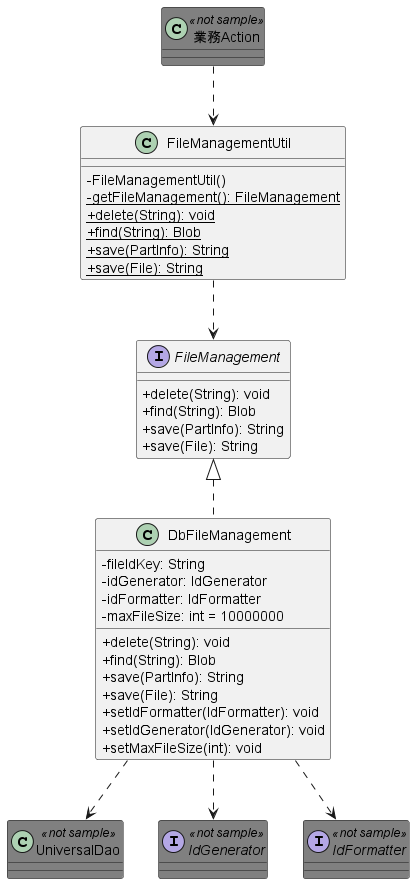 C «not sample»
業務Action
C FileManagementUtil
-FileManagementUtil()
-getFileManagement(): FileManagement
+delete(String): void
+find(String): Blob
+save(PartInfo): String
+save(File): String
I FileManagement
+delete(String): void
+find(String): Blob
+save(PartInfo): String
+save(File): String
C DbFileManagement
-fileIdKey: String
-idGenerator: IdGenerator
-idFormatter: IdFormatter
-maxFileSize: int = 10000000
+delete(String): void
+find(String): Blob
+save(PartInfo): String
+save(File): String
+setIdFormatter(IdFormatter): void
+setIdGenerator(IdGenerator): void
+setMaxFileSize(int): void
C «not sample»
UniversalDao
I «not sample»
IdGenerator
I «not sample»
IdFormatter